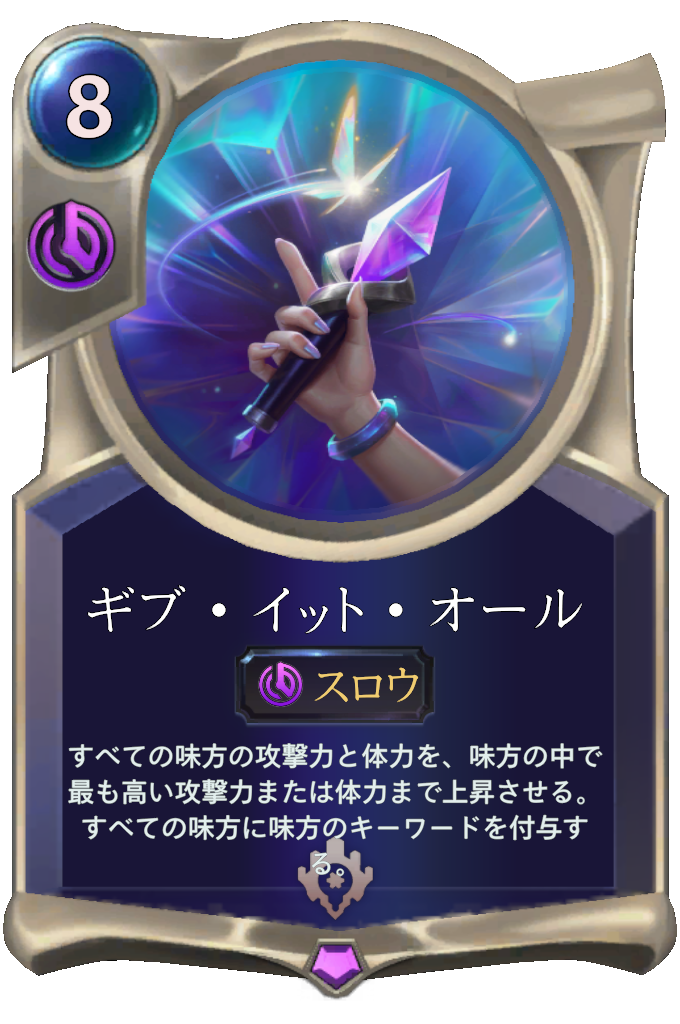 8
ギブ・イット・オール
スロウ
すべての味方の攻撃力と体力を、味方の中で
最も高い攻撃力または体力まで上昇させる。
すべての味方に味方のキーワードを付与す
る。